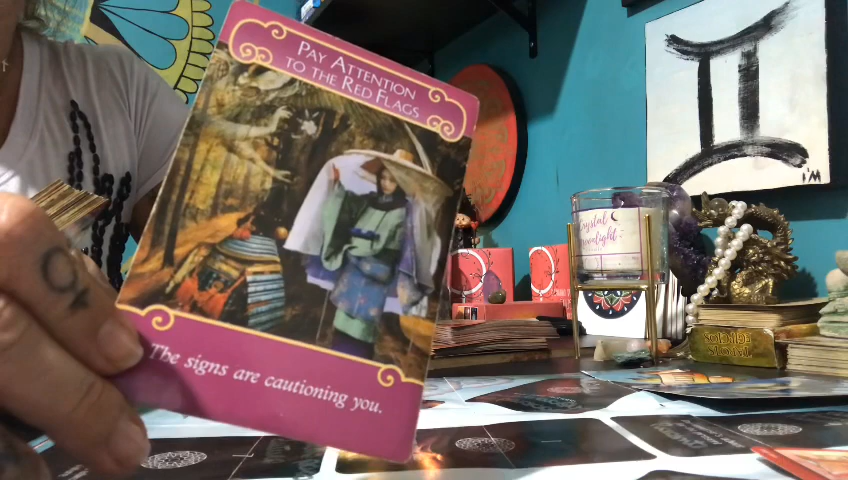 PAY ATTENTION
TO THE RED FLAGS
The signs are cautioning you.
Crystal
Moonlight
I'M